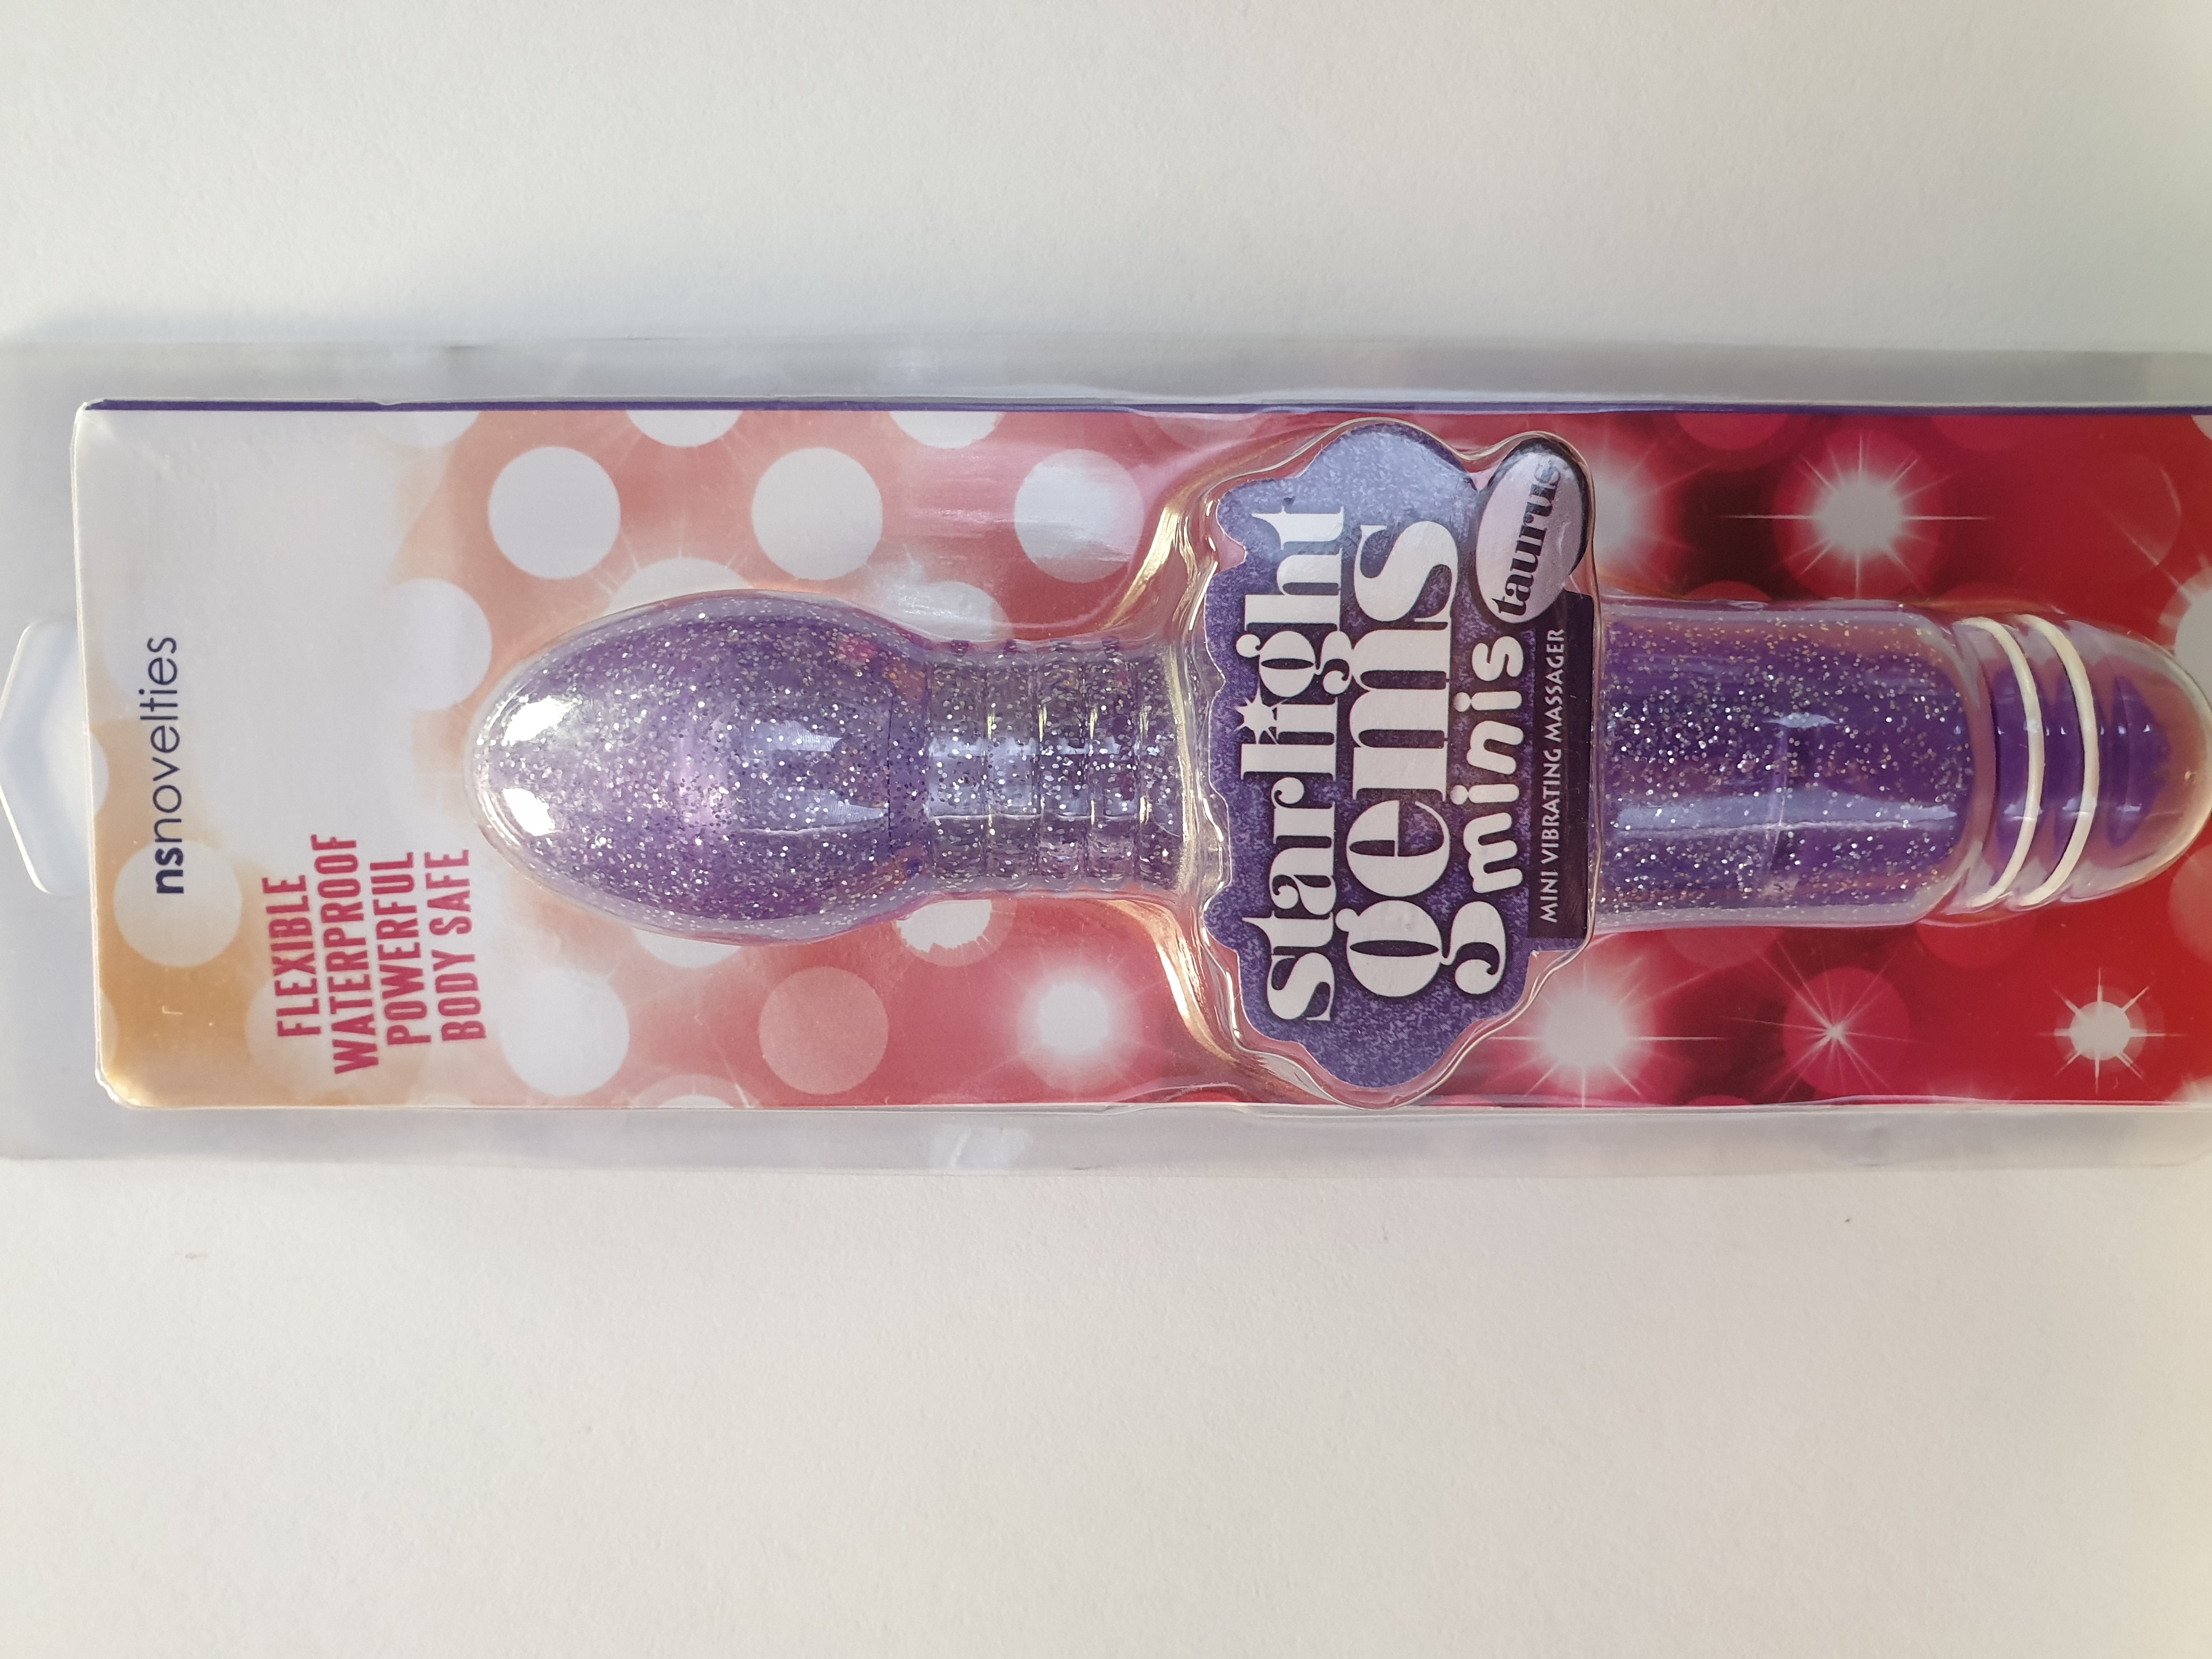 nsnovelties
FLEXIBLE
WATERPROOF
POWERFUL
BODY SAFE
starlight
gems
minis
taurus
MINI VIBRATING MASSAGER